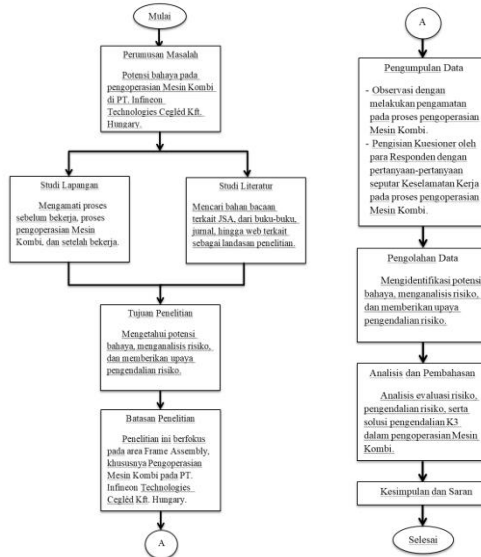 Mulai
Perumusan Masalah
Potensi bahaya pada
pengoperasian Mesin Kombi
di PT. Infineon
Technologies Cegléd Kft.
Hungary.
Studi Lapangan
Mengamati proses
sebelum bekerja, proses
pengoperasian Mesin
Kombi, dan setelah bekerja.
Studi Literatur
Mencari bahan bacaan
terkait JSA, dari buku-buku,
jurnal, hingga web terkait
sebagai landasan penelitian.
Tujuan Penelitian
Mengetahui potensi
bahaya, menganalisis risiko,
dan memberikan upaya
pengendalian risiko.
Batasan Penelitian
Penelitian ini berfokus
pada area Frame Assembly,
khususnya Pengoperasian
Mesin Kombi pada PT.
Infineon Technologies
Cegléd Kft. Hungary.
A
A
Pengumpulan Data
- Observasi dengan
melakukan pengamatan
pada proses pengoperasian
Mesin Kombi.
- Pengisian Kuesioner oleh
para Responden dengan
pertanyaan-pertanyaan
seputar Keselamatan Kerja
pada proses pengoperasian
Mesin Kombi.
Pengolahan Data
Mengidentifikasi potensi
bahaya, menganalisis risiko,
dan memberikan upaya
pengendalian risiko.
Analisis dan Pembahasan
Analisis evaluasi risiko,
pengendalian risiko, serta
solusi pengendalian K3
dalam pengoperasian Mesin
Kombi.
Kesimpulan dan Saran
Selesai